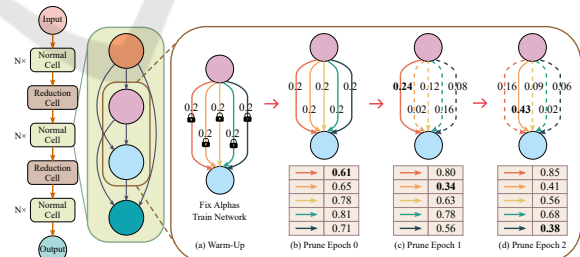 Input
N×
Normal
Cell
Reduction
Cell
N×
Normal
Cell
Reduction
Cell
N×
Normal
Cell
Output
0.2 0.2 0.2
0.2 0.2
Fix Alphas
Train Network
(a) Warm-Up
0.2 0.2 0.2
0.2 0.2
0.61
0.65
0.78
0.81
0.71
(b) Prune Epoch 0
0.24 0.12 0.08
0.02 0.16
0.80
0.34
0.63
0.78
0.56
(c) Prune Epoch 1
0.16 0.09 0.06
0.43 0.02
0.85
0.41
0.56
0.68
0.38
(d) Prune Epoch 2